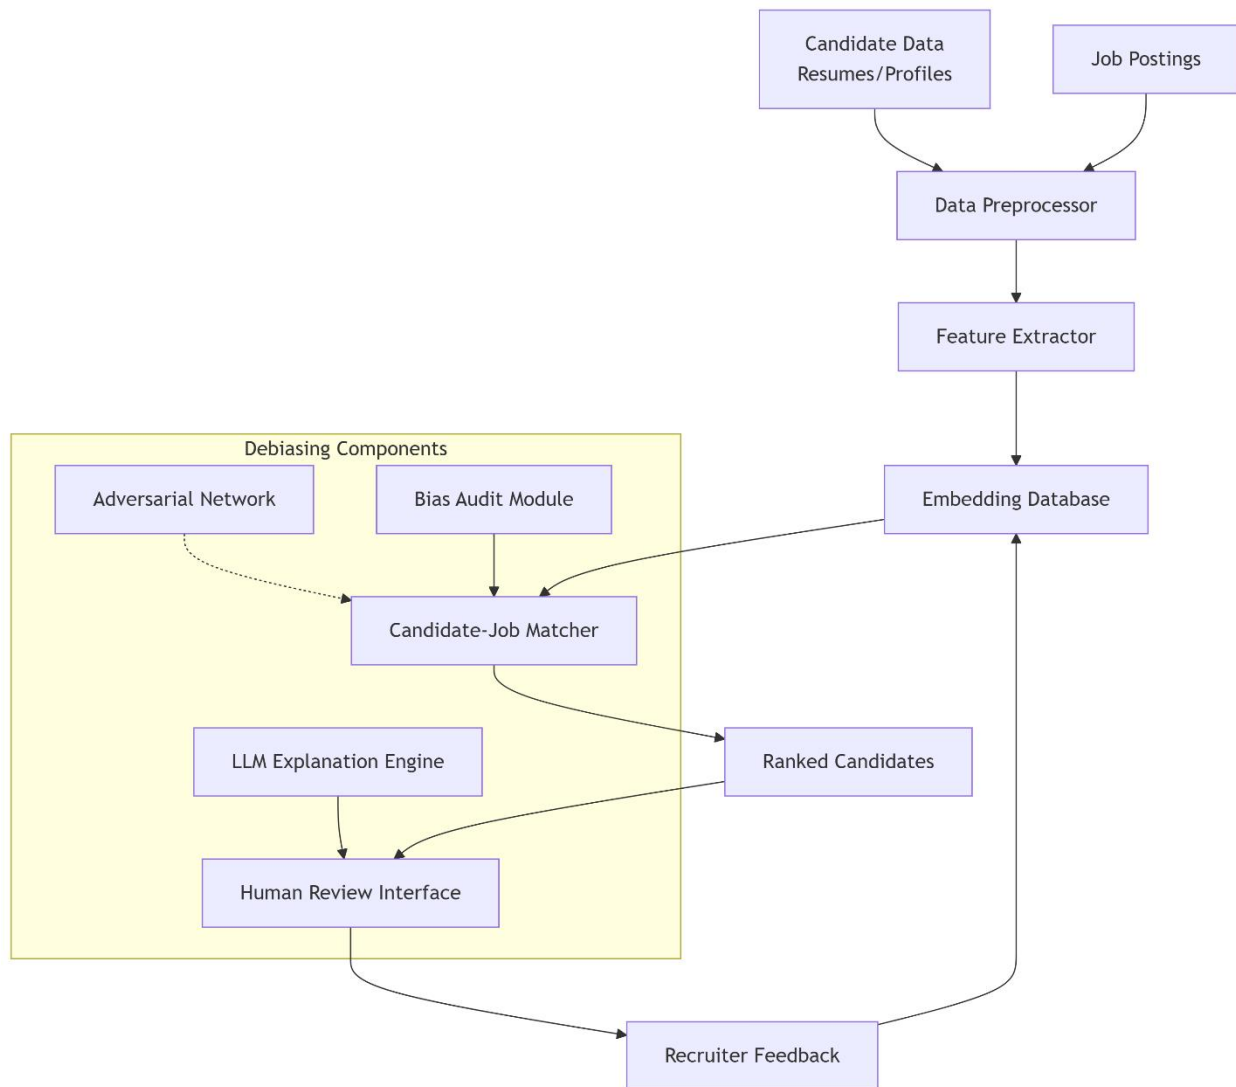 Candidate Data
Resumes/Profiles
Job Postings
Data Preprocessor
Feature Extractor
Debiasing Components
Adversarial Network
Bias Audit Module
Embedding Database
Candidate-Job Matcher
LLM Explanation Engine
Ranked Candidates
Human Review Interface
Recruiter Feedback